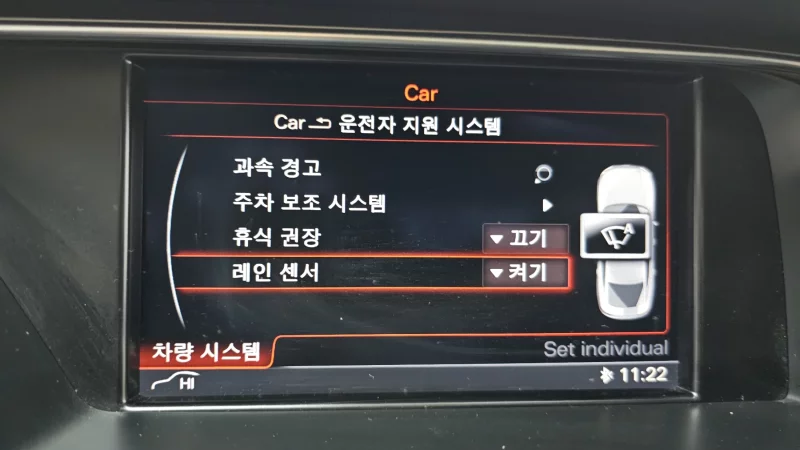 Car
Car 운전자 지원 시스템
과속 경고
주차 보조 시스템
휴식 권장 끄기
레인 센서 켜기
A
차량 시스템 Set individual
HI 11:22